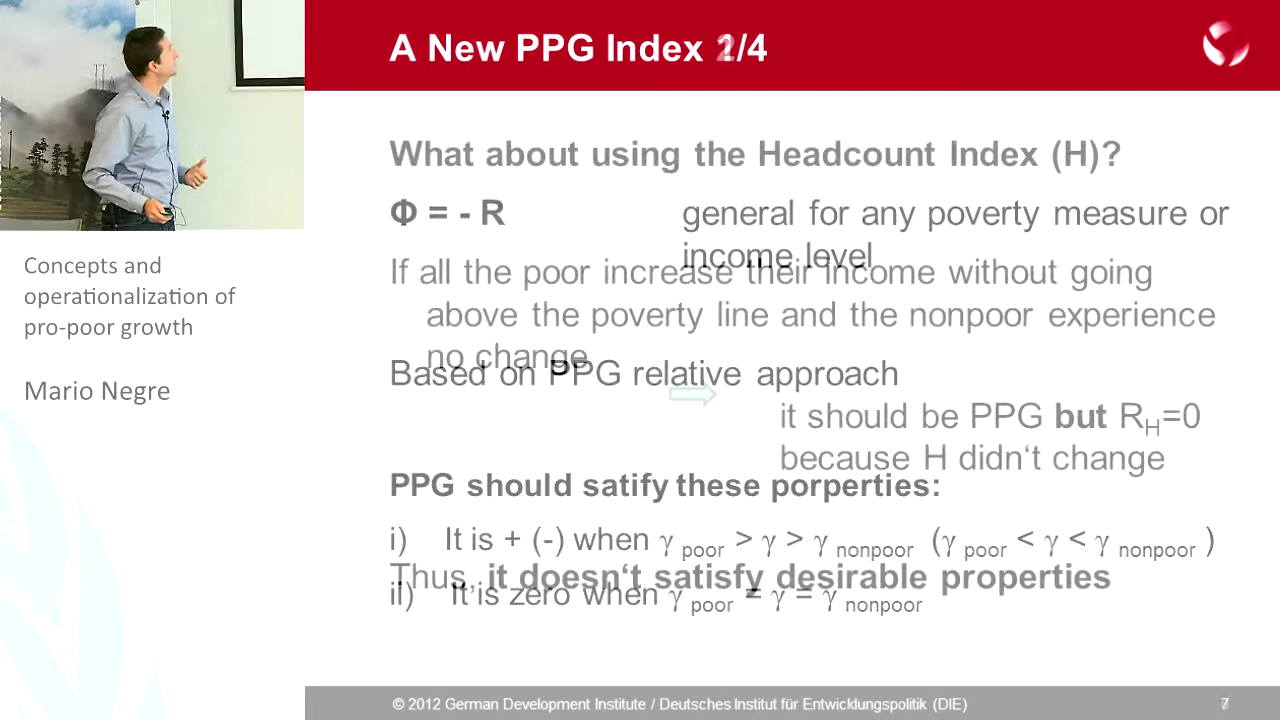 A New PPG Index /4
What about using the Headcount Index (H)?
Φ = - R general for any poverty measure or
income level
If all the poor increase their income without going
above the poverty line and the nonpoor experience
no change
Based on PPG relative approach
it should be PPG but RH=0
because H didn‘t change
PPG should satify these porperties:
i) It is + (-) when γ poor > γ > γ nonpoor (γ poor < γ < γ nonpoor )
Thus, it doesn‘t satisfy desirable properties
ii) It is zero when γ poor = γ = γ nonpoor
Concepts and
operationalization of
pro-poor growth
Mario Negre
© 2012 German Development Institute / Deutsches Institut für Entwicklungspolitik (DIE) 7